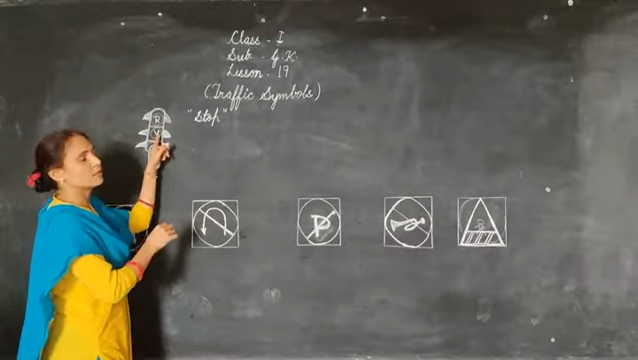 Class - I
Sub. G.K.
Lesson. 19
(Traffic Symbols)
R "Stop"
Y
P